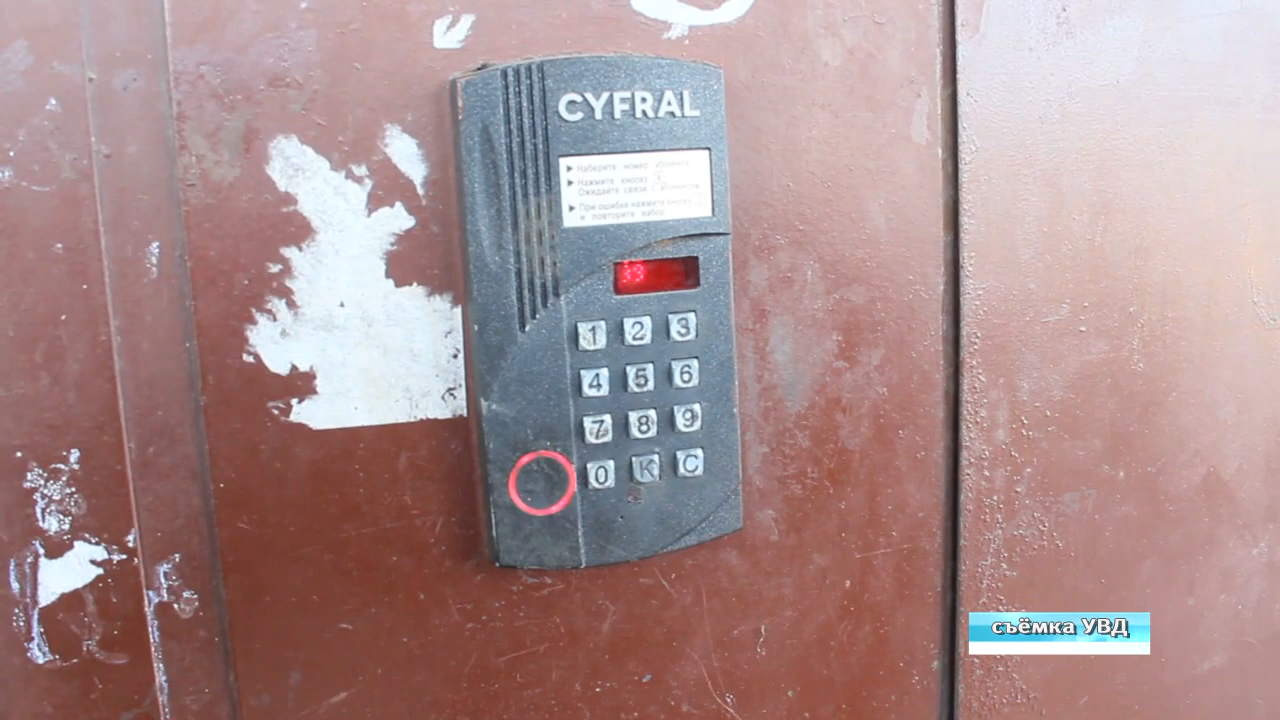 CYFRAL
Наберите номер абонента
Нажмите кнопку К
Ожидайте связи с абонентом
При ошибке нажмите кнопку
и повторите набор
33
1 2 3
4 5 6
7 8 9
0 К С
съёмка УВД